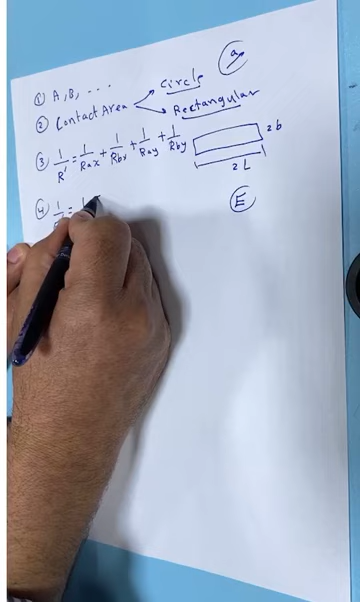 ① A, B, ...
② Contact Area → Circle
→ Rectangular
a
③ 1/R' = 1/Rax + 1/Rbx + 1/Ray + 1/Rby
2b
2L
④ 1/ = 1
E